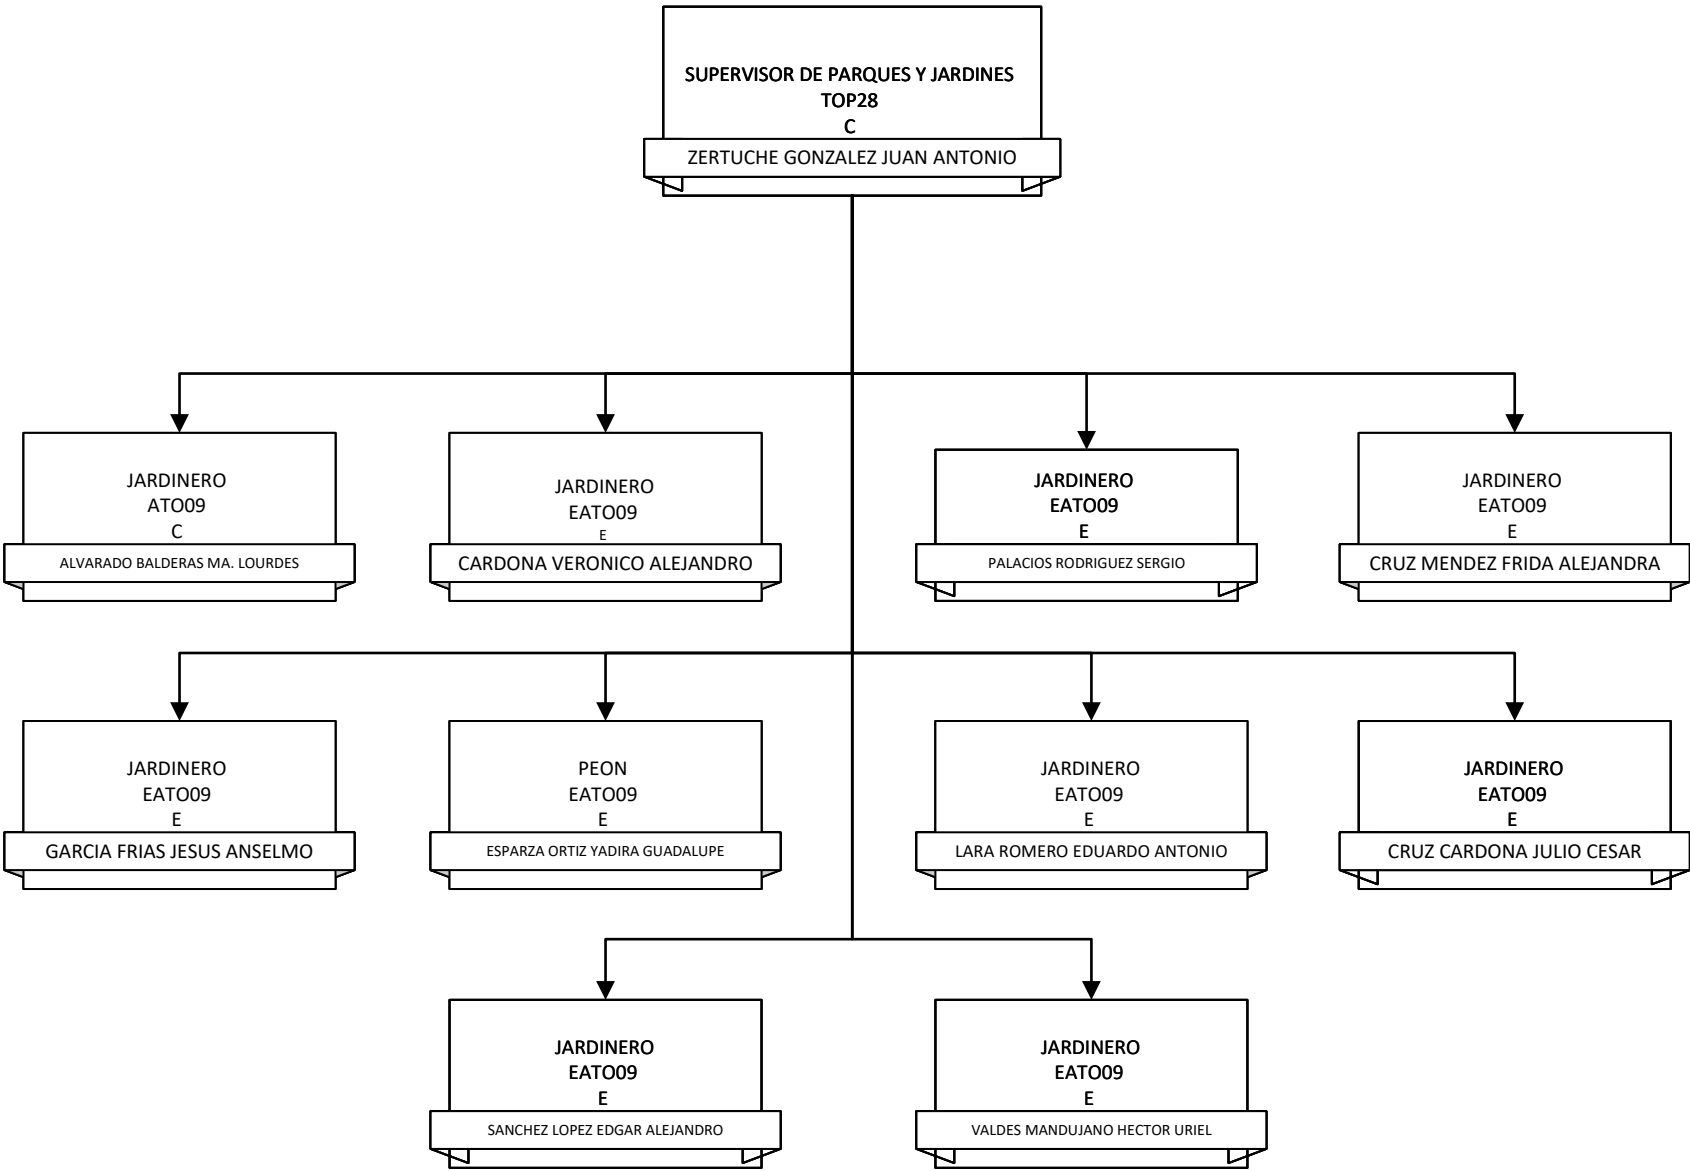 SUPERVISOR DE PARQUES Y JARDINES
TOP28
C
ZERTUCHE GONZALEZ JUAN ANTONIO
JARDINERO
ATO09
C
ALVARADO BALDERAS MA. LOURDES
JARDINERO
EATO09
E
CARDONA VERONICO ALEJANDRO
JARDINERO
EATO09
E
PALACIOS RODRIGUEZ SERGIO
JARDINERO
EATO09
E
CRUZ MENDEZ FRIDA ALEJANDRA
JARDINERO
EATO09
E
GARCIA FRIAS JESUS ANSELMO
PEON
EATO09
E
ESPARZA ORTIZ YADIRA GUADALUPE
JARDINERO
EATO09
E
LARA ROMERO EDUARDO ANTONIO
JARDINERO
EATO09
E
CRUZ CARDONA JULIO CESAR
JARDINERO
EATO09
E
SANCHEZ LOPEZ EDGAR ALEJANDRO
JARDINERO
EATO09
E
VALDES MANDUJANO HECTOR URIEL